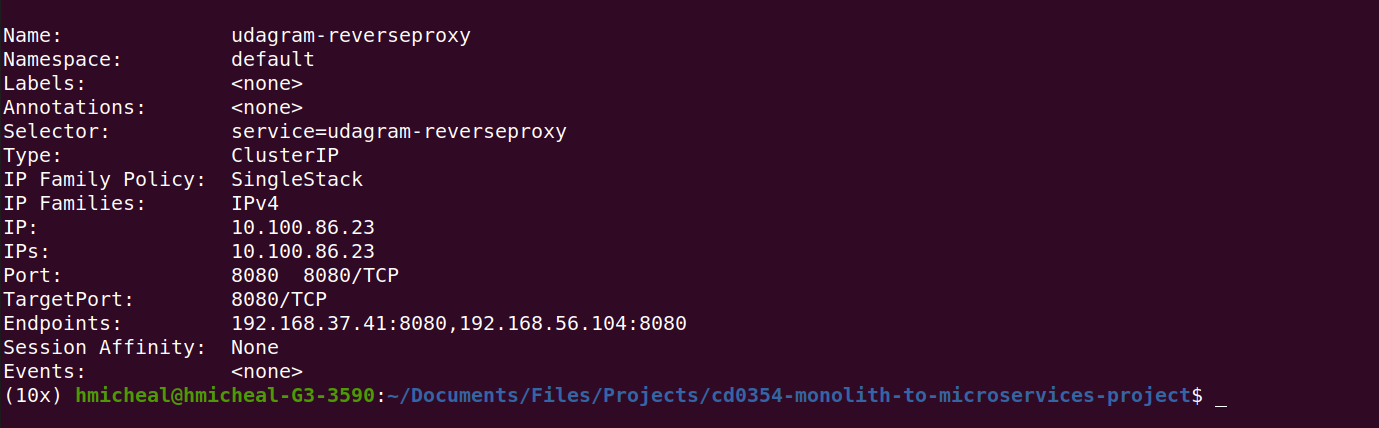 Name:              udagram-reverseproxy
Namespace:         default
Labels:            <none>
Annotations:       <none>
Selector:          service=udagram-reverseproxy
Type:              ClusterIP
IP Family Policy:  SingleStack
IP Families:       IPv4
IP:                10.100.86.23
IPs:               10.100.86.23
Port:              8080  8080/TCP
TargetPort:        8080/TCP
Endpoints:         192.168.37.41:8080,192.168.56.104:8080
Session Affinity:  None
Events:            <none>
(10x) hmicheal@hmicheal-G3-3590:~/Documents/Files/Projects/cd0354-monolith-to-microservices-project$ _